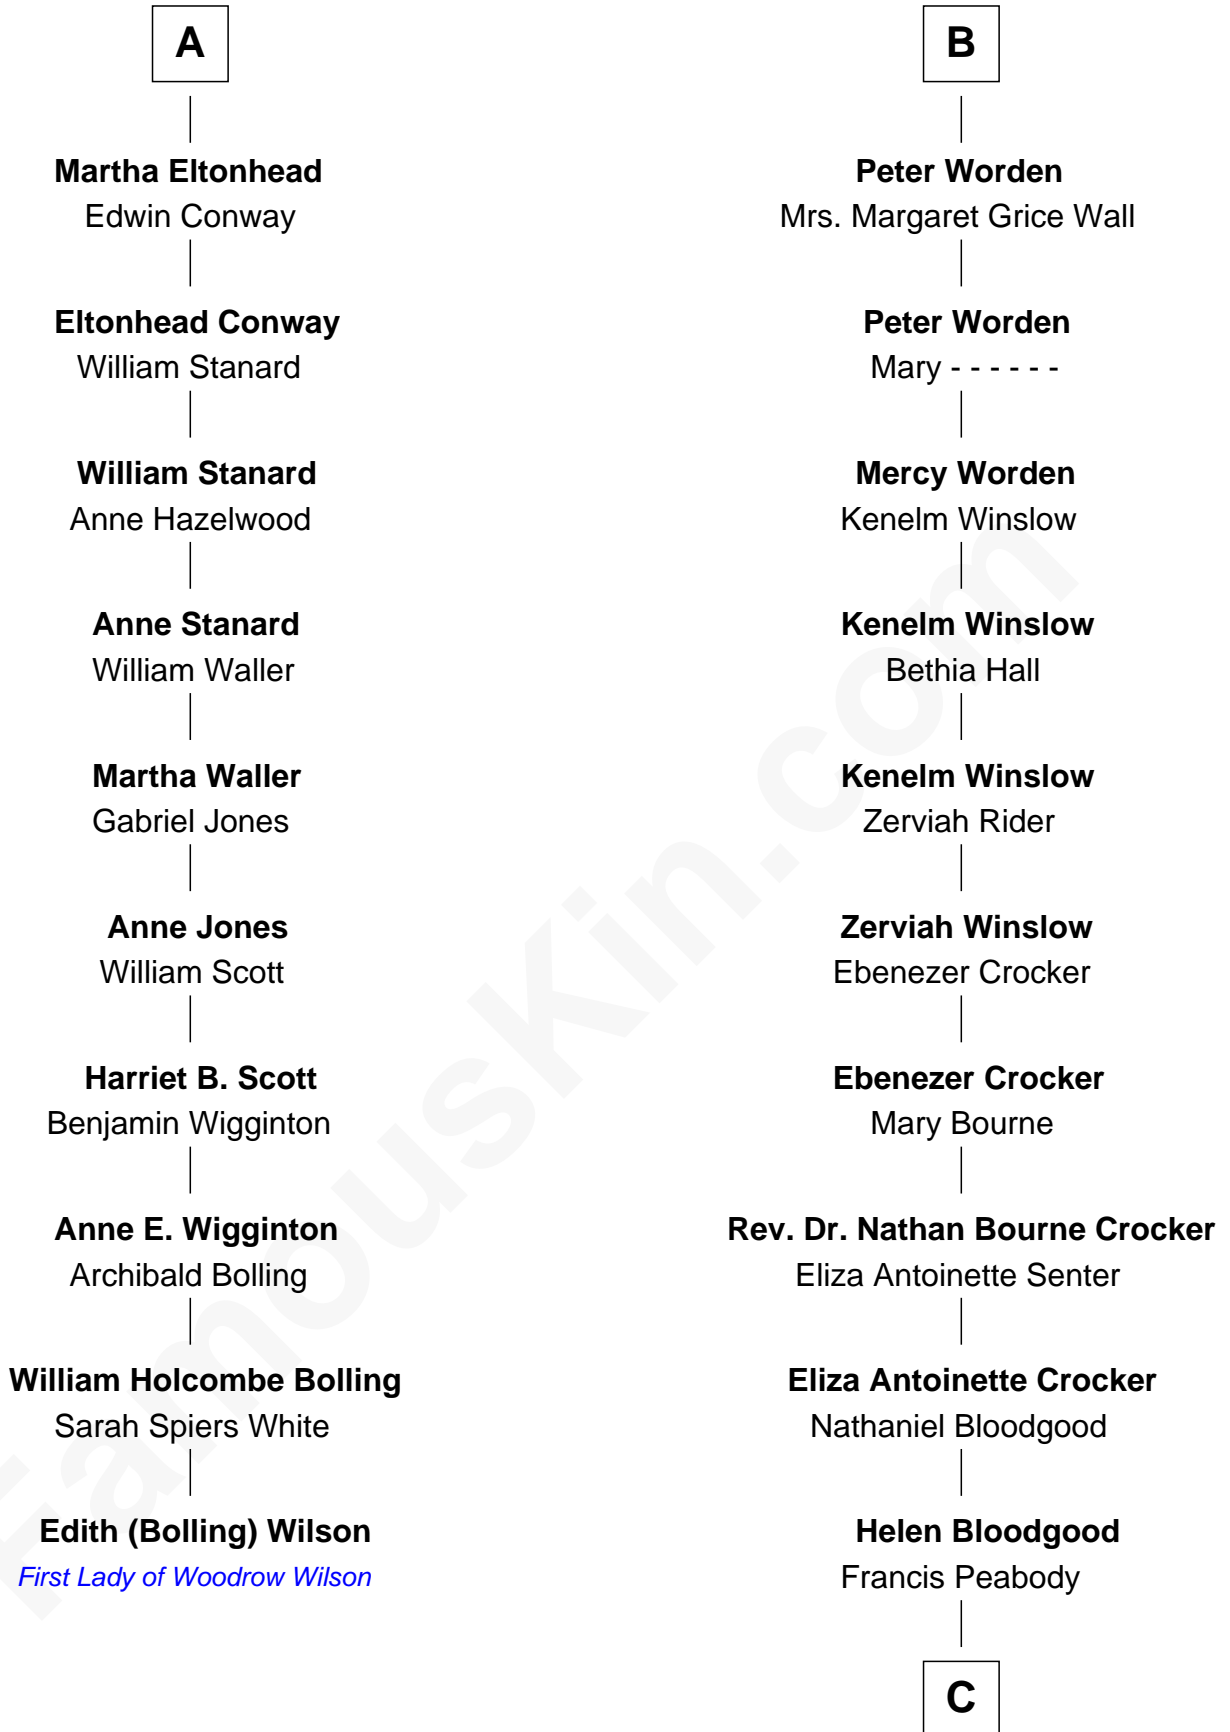 A
Martha Eltonhead
Edwin Conway
Eltonhead Conway
William Stanard
William Stanard
Anne Hazelwood
Anne Stanard
William Waller
Martha Waller
Gabriel Jones
Anne Jones
William Scott
Harriet B. Scott
Benjamin Wigginton
Anne E. Wigginton
Archibald Bolling
William Holcombe Bolling
Sarah Spiers White
Edith (Bolling) Wilson
First Lady of Woodrow Wilson
B
Peter Worden
Mrs. Margaret Grice Wall
Peter Worden
Mary - - - - - -
Mercy Worden
Kenelm Winslow
Kenelm Winslow
Bethia Hall
Kenelm Winslow
Zerviah Rider
Zerviah Winslow
Ebenezer Crocker
Ebenezer Crocker
Mary Bourne
Rev. Dr. Nathan Bourne Crocker
Eliza Antoinette Senter
Eliza Antoinette Crocker
Nathaniel Bloodgood
Helen Bloodgood
Francis Peabody
C
FamousKin.com